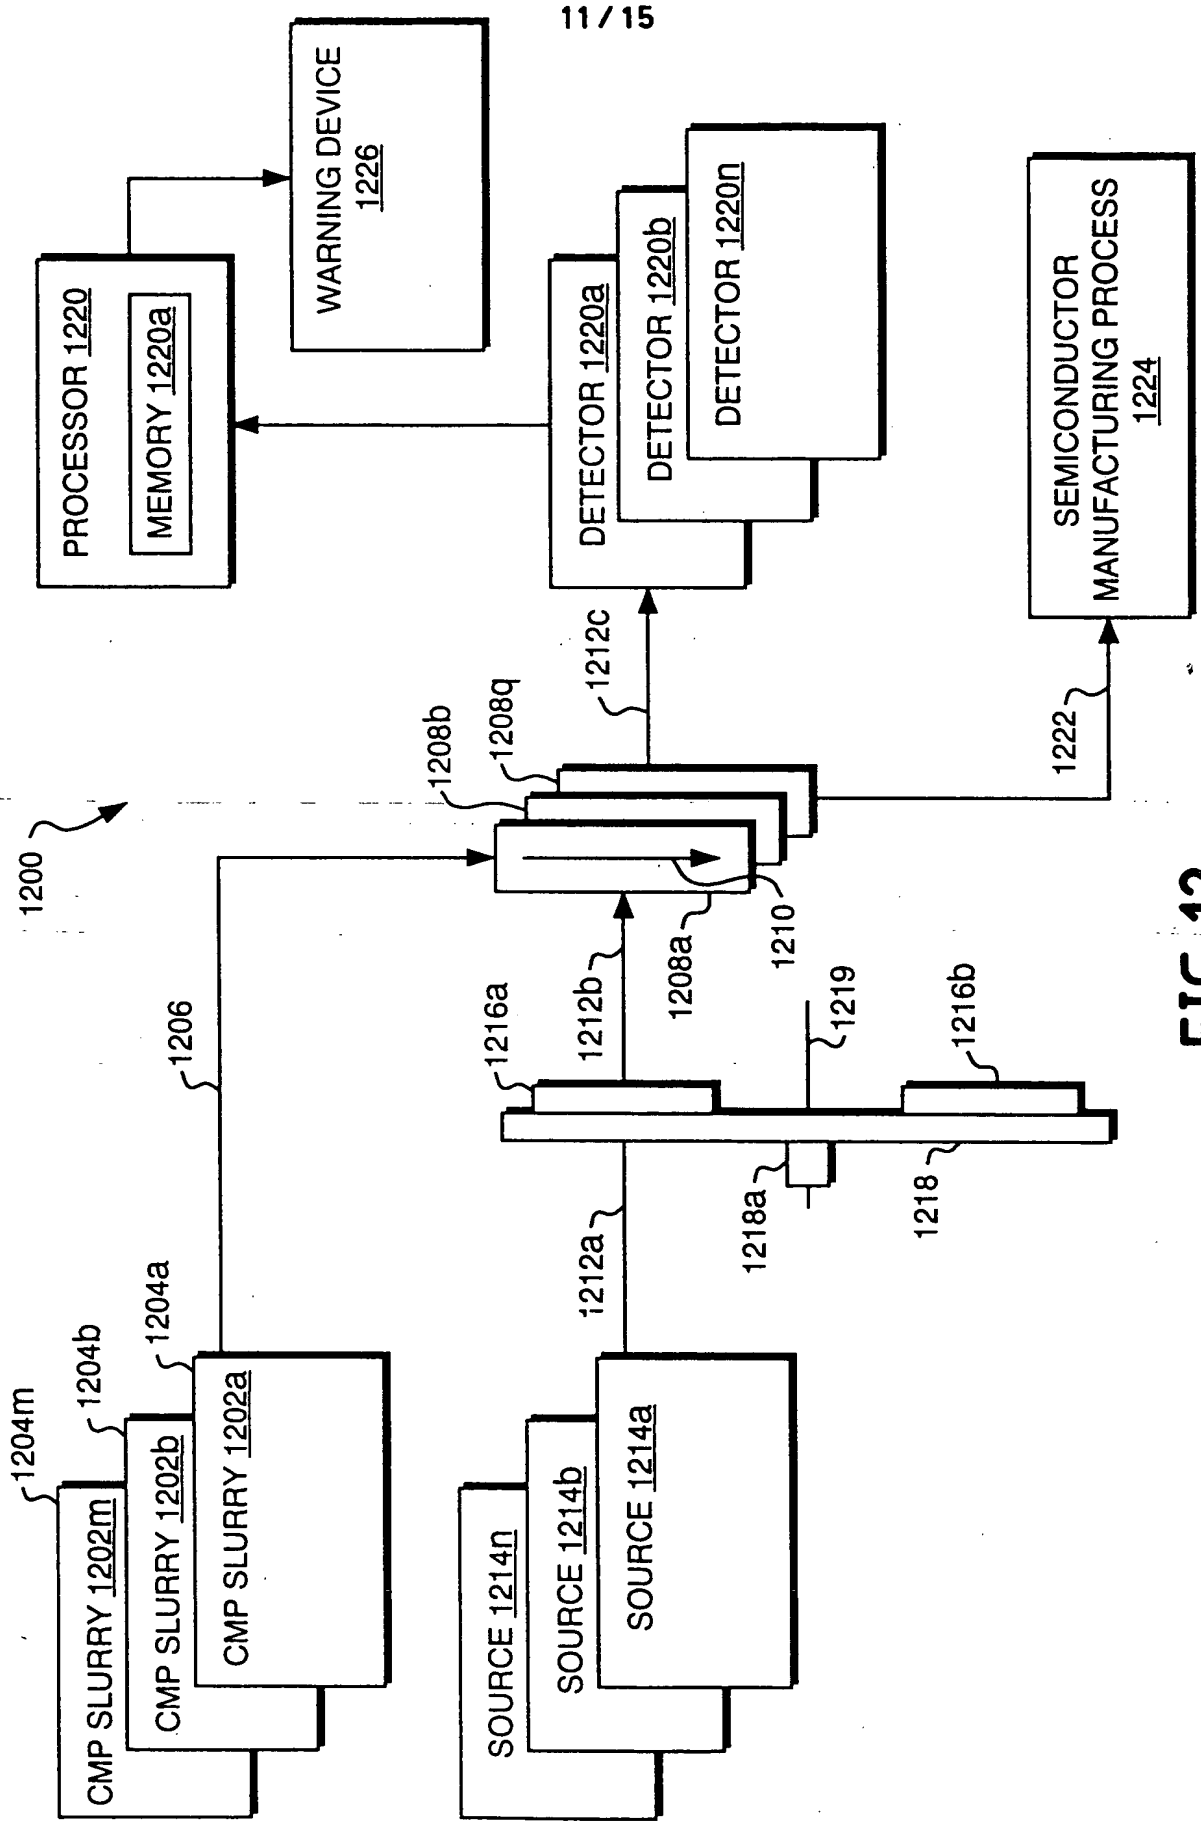 11/15
1200
CMP SLURRY 1202m
CMP SLURRY 1202b
CMP SLURRY 1202a
1204m
1204b
1204a
1206
SOURCE 1214n
SOURCE 1214b
SOURCE 1214a
1212a
1216a
1212b
1218a
1218
1219
1216b
1208a
1210
1208b
1208q
1212c
PROCESSOR 1220
MEMORY 1220a
WARNING DEVICE
1226
DETECTOR 1220a
DETECTOR 1220b
DETECTOR 1220n
1222
SEMICONDUCTOR
MANUFACTURING PROCESS
1224
FIG.12